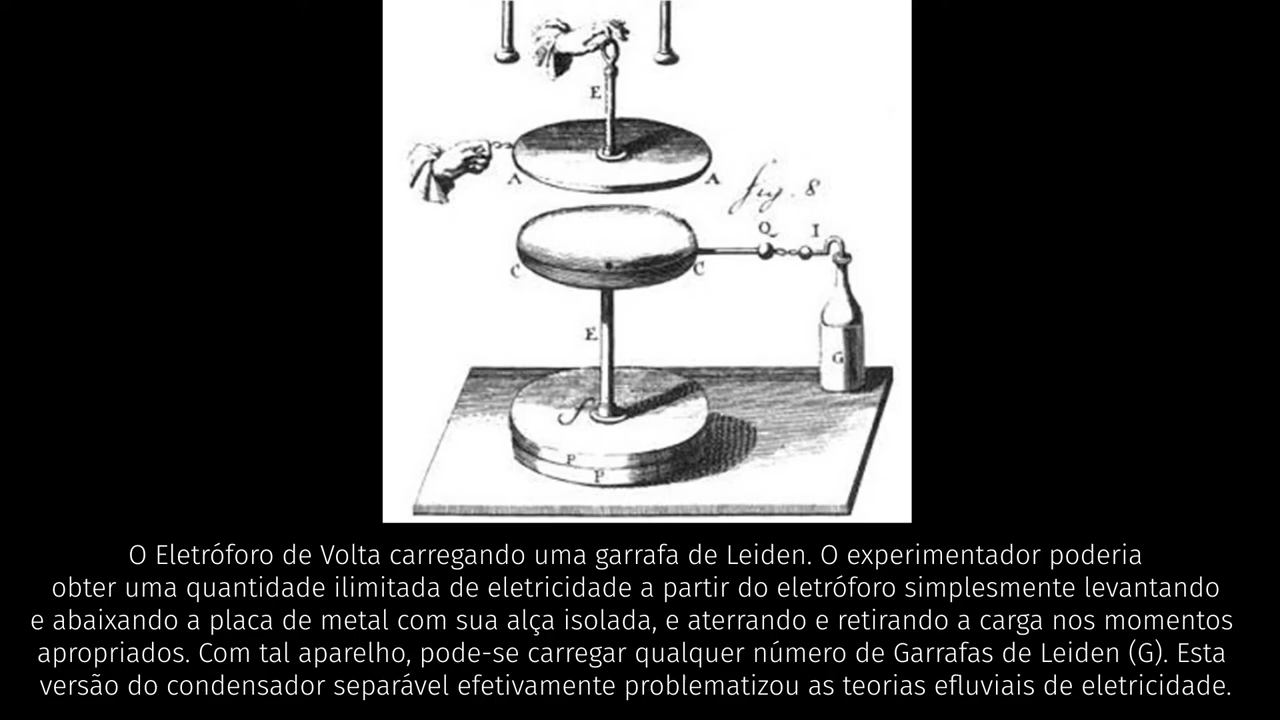 E
A
A
fig. 8
Q
I
C
C
E
G
f
P
P
O Eletróforo de Volta carregando uma garrafa de Leiden. O experimentador poderia
obter uma quantidade ilimitada de eletricidade a partir do eletróforo simplesmente levantando
e abaixando a placa de metal com sua alça isolada, e aterrando e retirando a carga nos momentos
apropriados. Com tal aparelho, pode-se carregar qualquer número de Garrafas de Leiden (G). Esta
versão do condensador separável efetivamente problematizou as teorias efluviais de eletricidade.